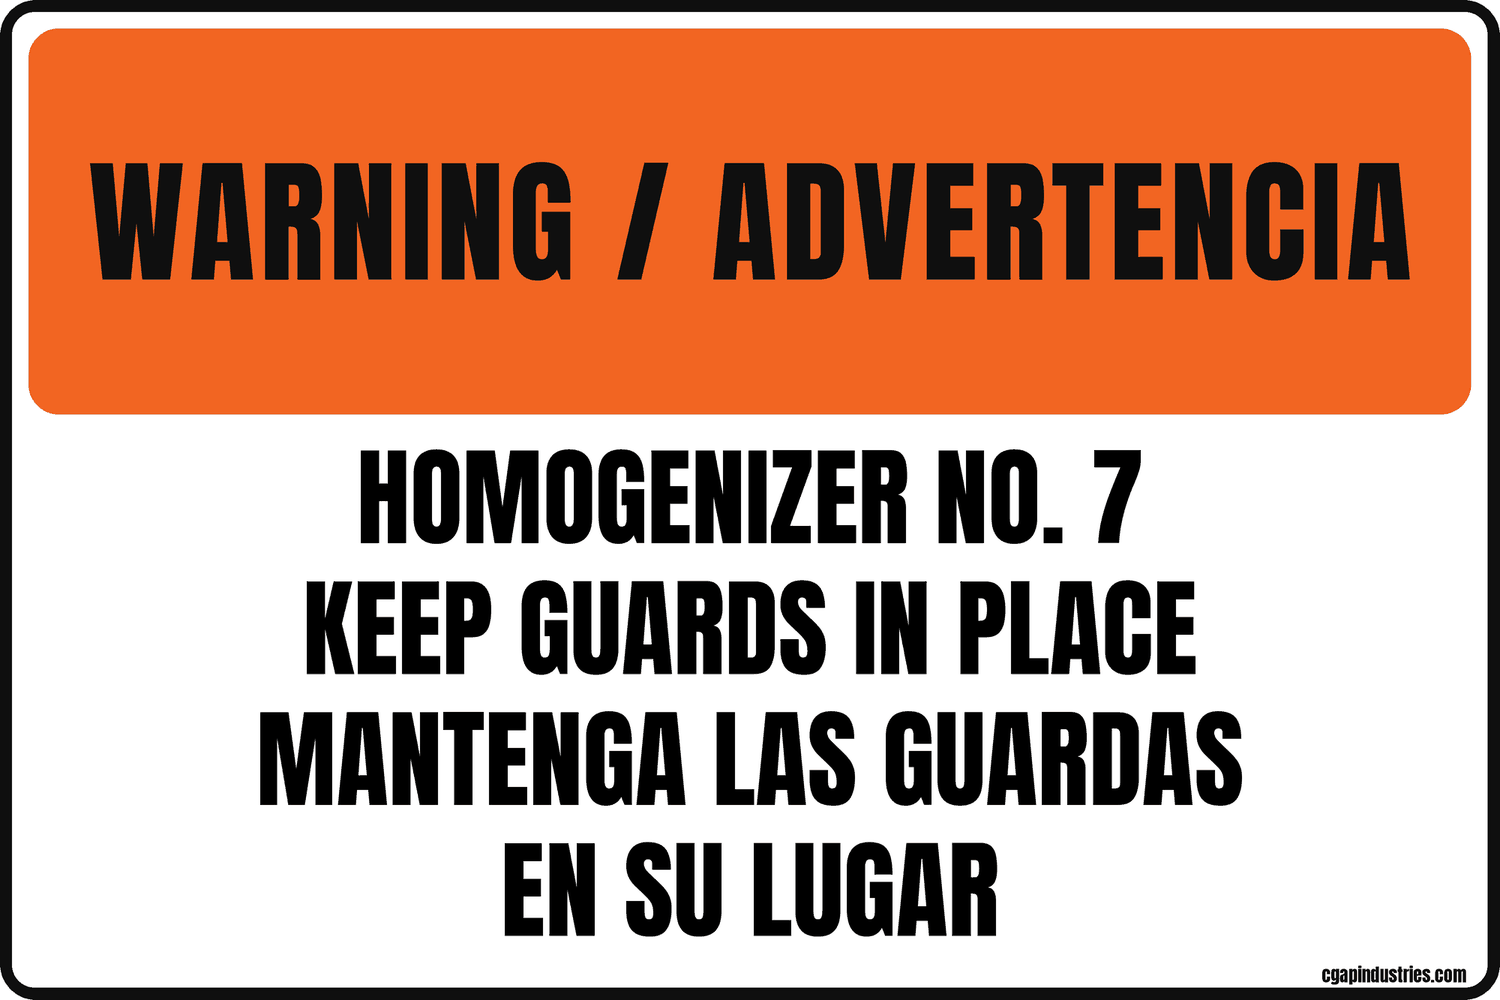 WARNING / ADVERTENCIA
HOMOGENIZER NO. 7
KEEP GUARDS IN PLACE
MANTENGA LAS GUARDAS
EN SU LUGAR
cgapindustries.com